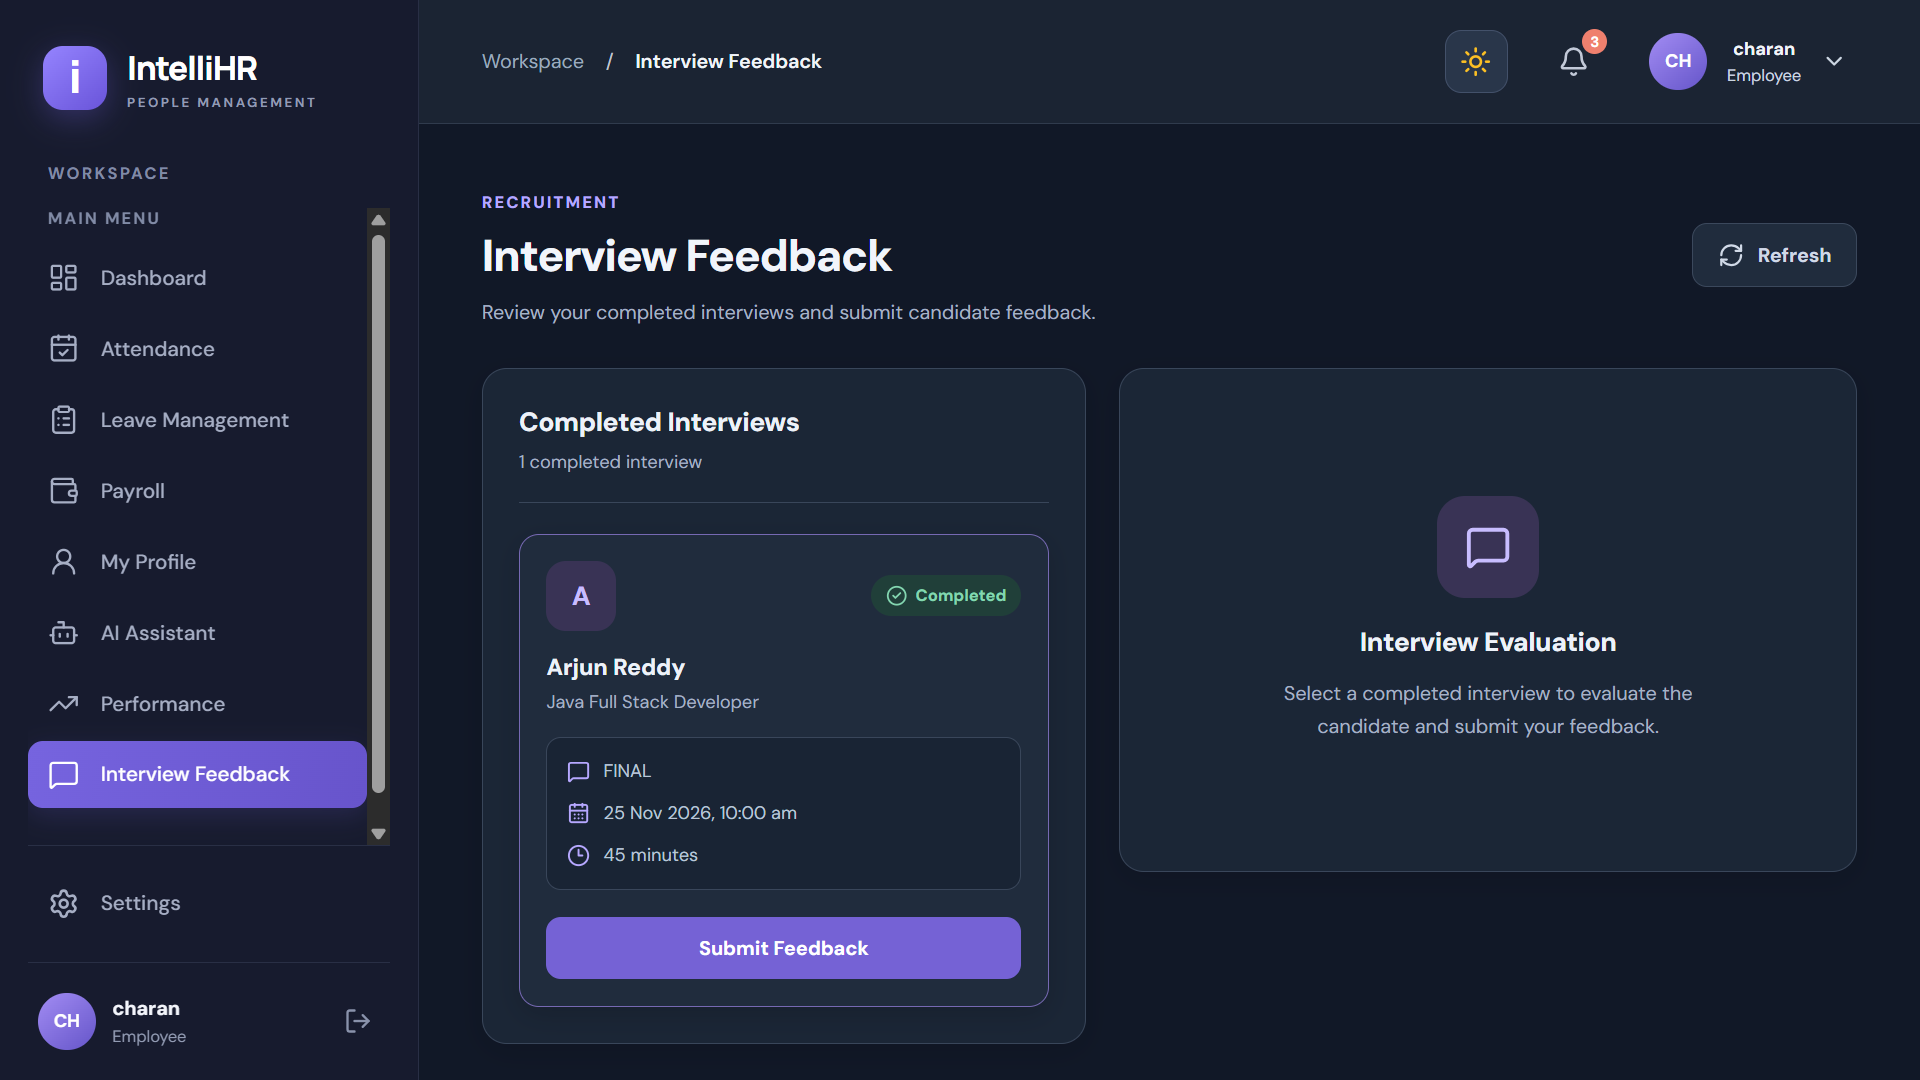 i
IntelliHR
PEOPLE MANAGEMENT
WORKSPACE
MAIN MENU
Dashboard
Attendance
Leave Management
Payroll
My Profile
AI Assistant
Performance
Interview Feedback
Settings
CH
charan
Employee
Workspace / Interview Feedback
3
CH
charan
Employee
RECRUITMENT
Interview Feedback
Review your completed interviews and submit candidate feedback.
Refresh
Completed Interviews
1 completed interview
A
Completed
Arjun Reddy
Java Full Stack Developer
FINAL
25 Nov 2026, 10:00 am
45 minutes
Submit Feedback
Interview Evaluation
Select a completed interview to evaluate the
candidate and submit your feedback.